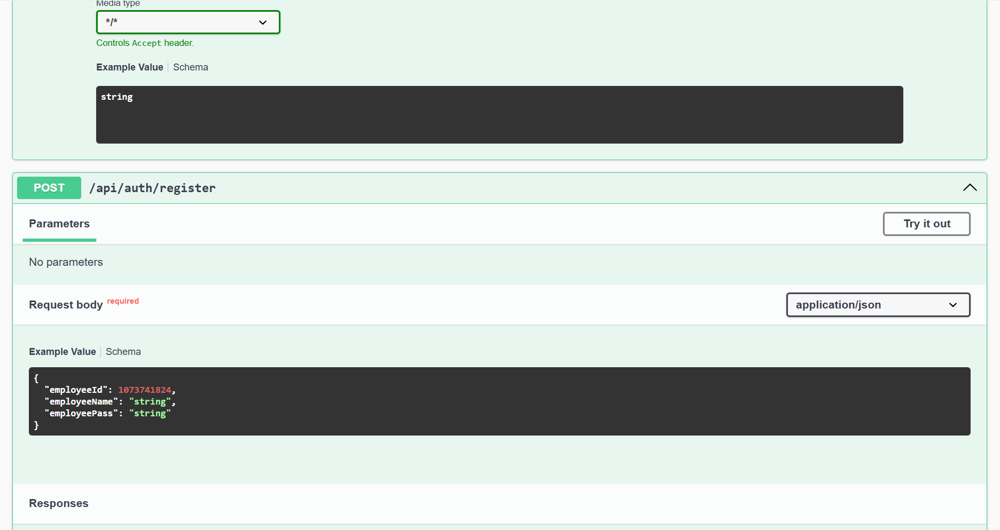 Media type
*/*
Controls Accept header.
Example Value Schema
string
POST /api/auth/register
Parameters
Try it out
No parameters
Request body required
application/json
Example Value Schema
{
"employeeId": 1073741824,
"employeeName": "string",
"employeePass": "string"
}
Responses